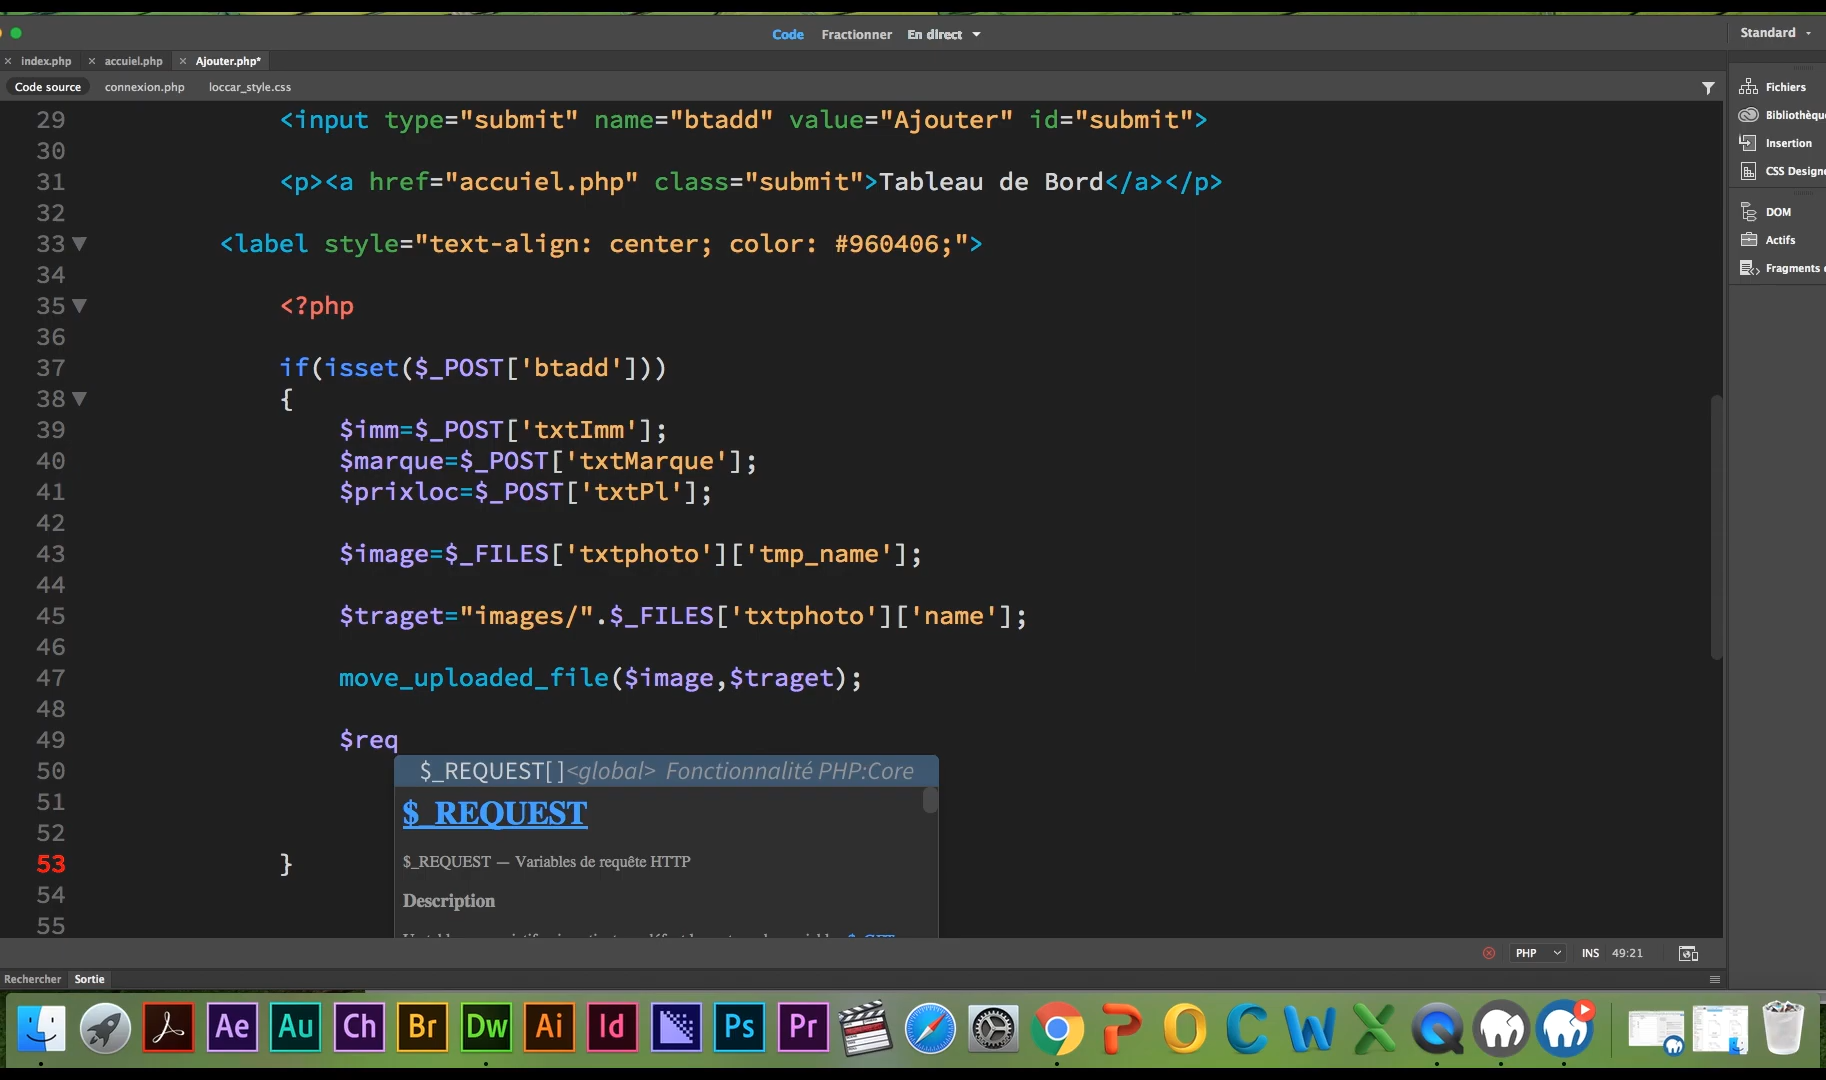 Code Fractionner En direct
Standard
index.php accuiel.php Ajouter.php*
Code source connexion.php loccar_style.css
29 <input type="submit" name="btadd" value="Ajouter" id="submit">
30
31 <p><a href="accuiel.php" class="submit">Tableau de Bord</a></p>
32
33 <label style="text-align: center; color: #960406;">
34
35 <?php
36
37 if(isset($_POST['btadd']))
38 {
39 $imm=$_POST['txtImm'];
40 $marque=$_POST['txtMarque'];
41 $prixloc=$_POST['txtPl'];
42
43 $image=$_FILES['txtphoto']['tmp_name'];
44
45 $traget="images/".$_FILES['txtphoto']['name'];
46
47 move_uploaded_file($image,$traget);
48
49 $req
50 $_REQUEST[]<global> Fonctionnalité PHP:Core
51 $_REQUEST
52
$_REQUEST — Variables de requête HTTP
53 }
54 Description
55
Fichiers
Bibliothèqu
Insertion
CSS Designe
DOM
Actifs
Fragments
PHP INS 49:21
Rechercher Sortie
Ae Au Ch Br Dw Ai Id Ps Pr P O C W X